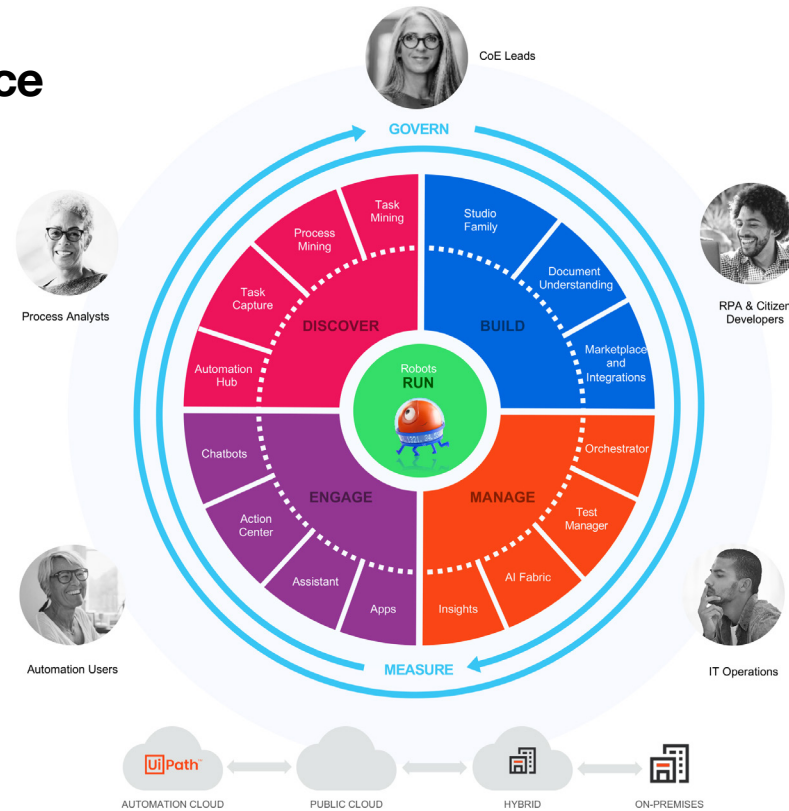 ce
CoE Leads
GOVERN
Task
Mining
Studio
Family
Process
Mining
Document
Understanding
Task
Capture
Process Analysts
RPA & Citizen
Developers
DISCOVER
BUILD
Marketplace
and
Integrations
Automation
Hub
Robots
RUN
Chatbots
Orchestrator
ENGAGE
MANAGE
Action
Center
Test
Manager
Assistant
AI Fabric
Apps
Insights
Automation Users
MEASURE
IT Operations
UiPath
AUTOMATION CLOUD
PUBLIC CLOUD
HYBRID
ON-PREMISES